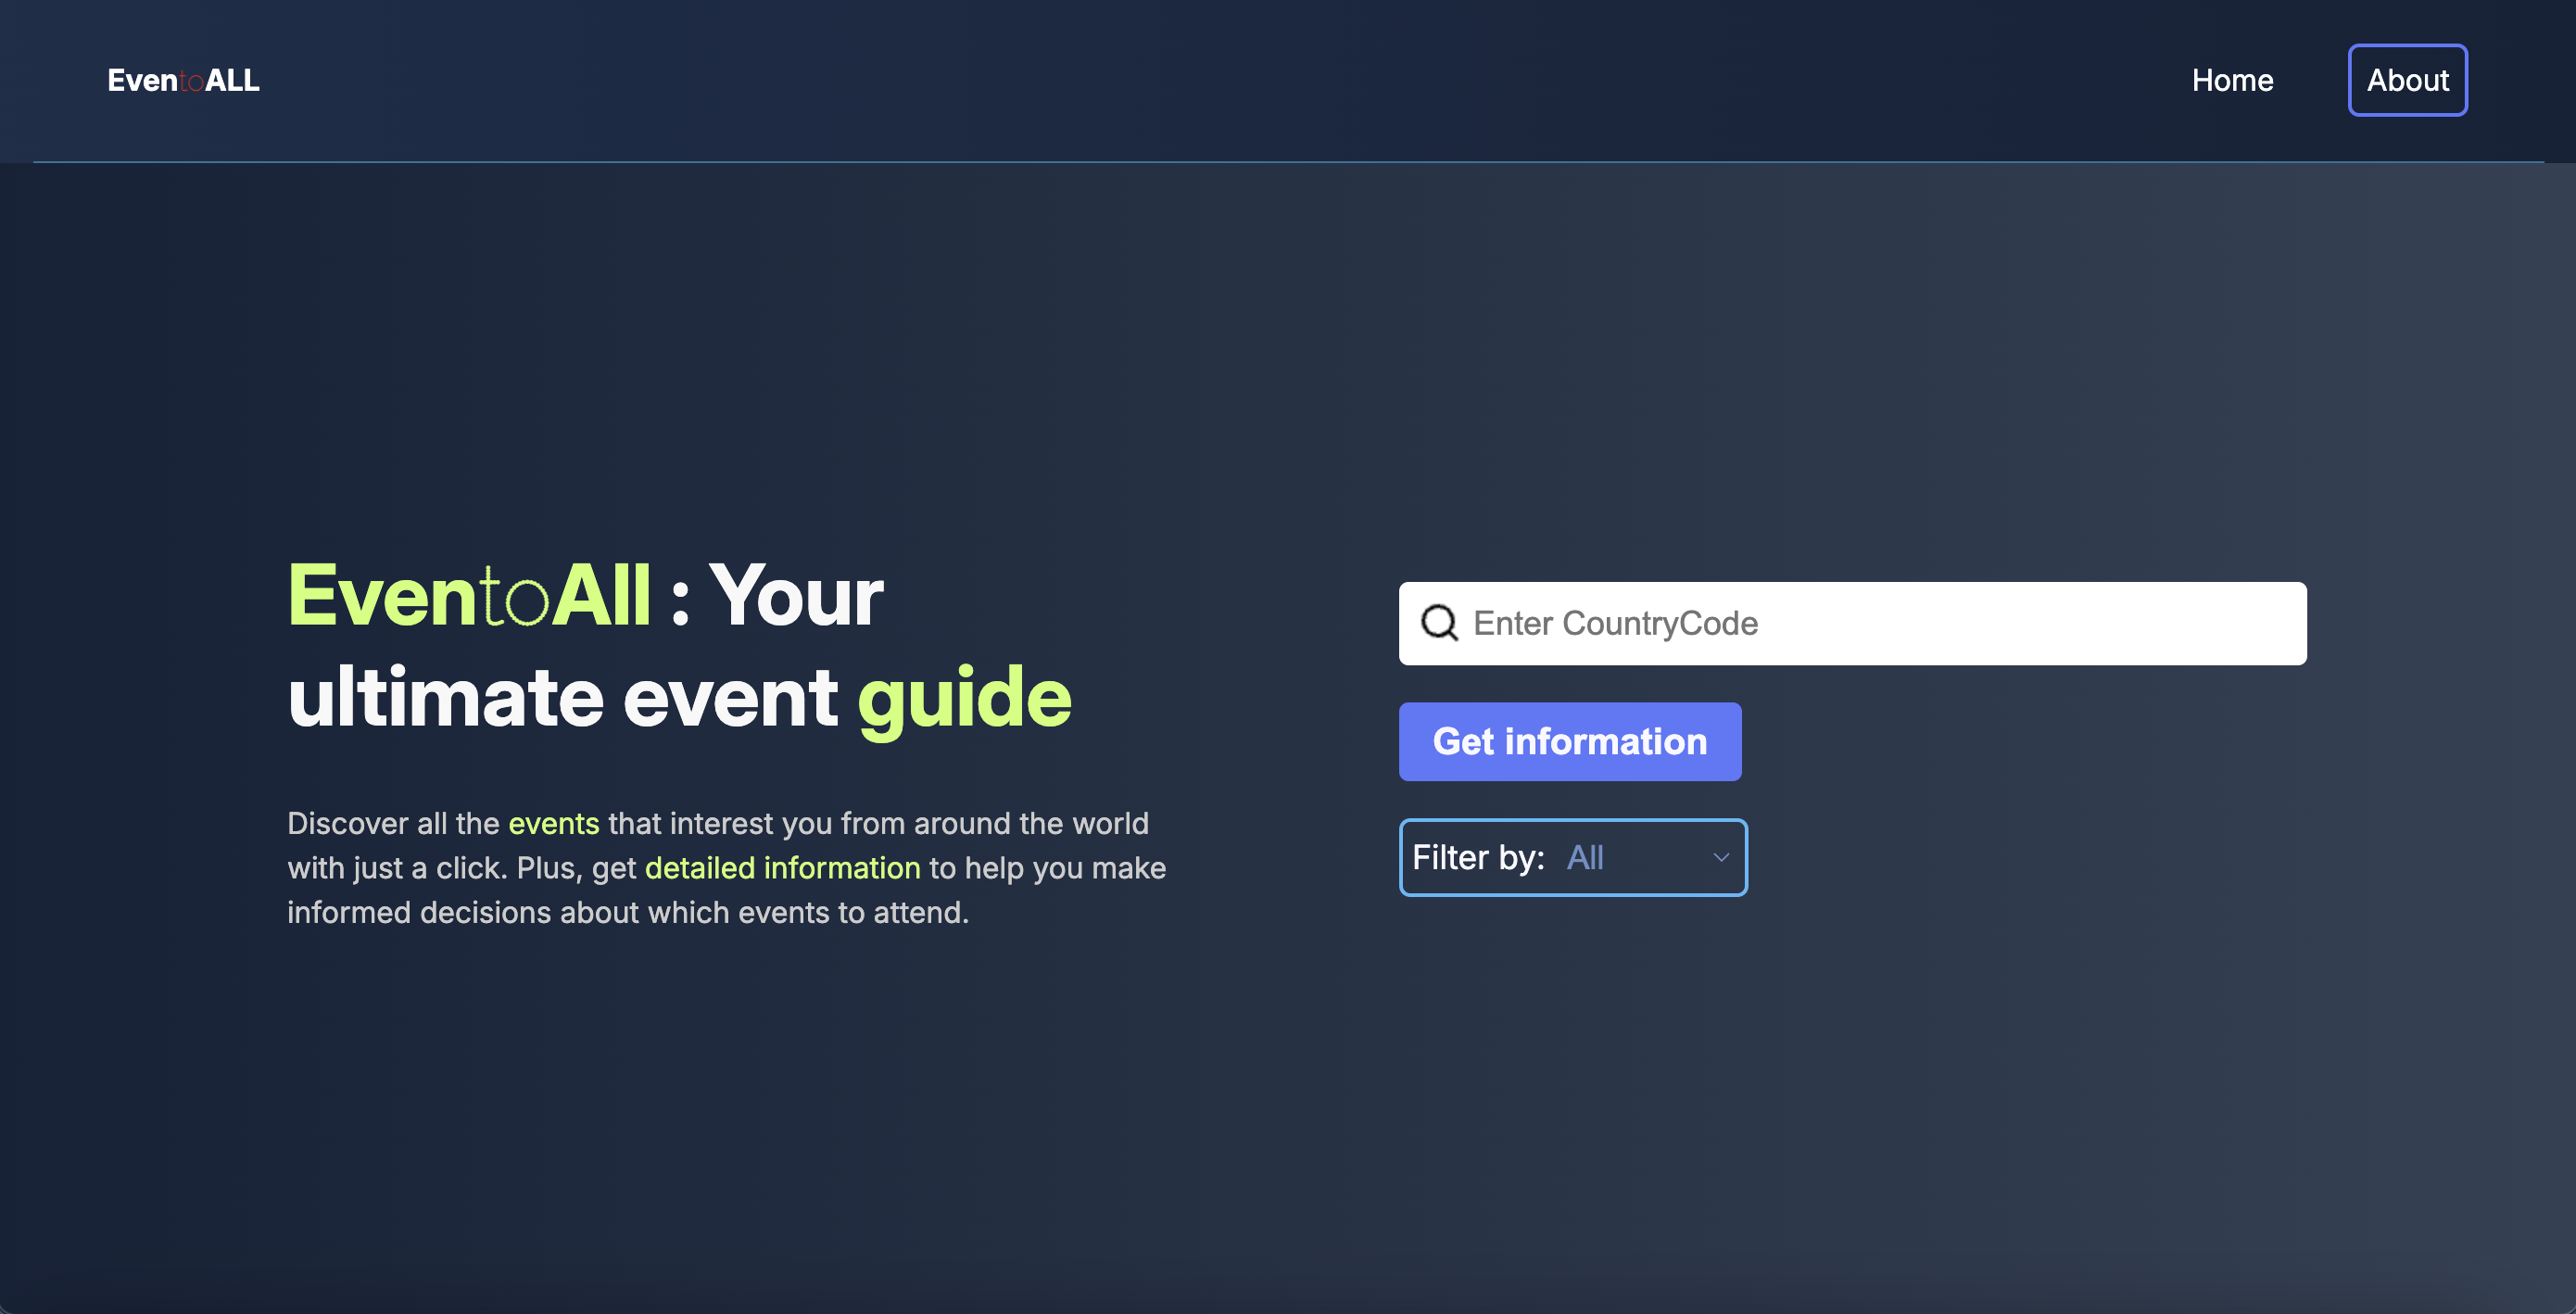 EventoALL
Home
About
EventoAll : Your
ultimate event guide
Discover all the events that interest you from around the world
with just a click. Plus, get detailed information to help you make
informed decisions about which events to attend.
Enter CountryCode
Get information
Filter by: All